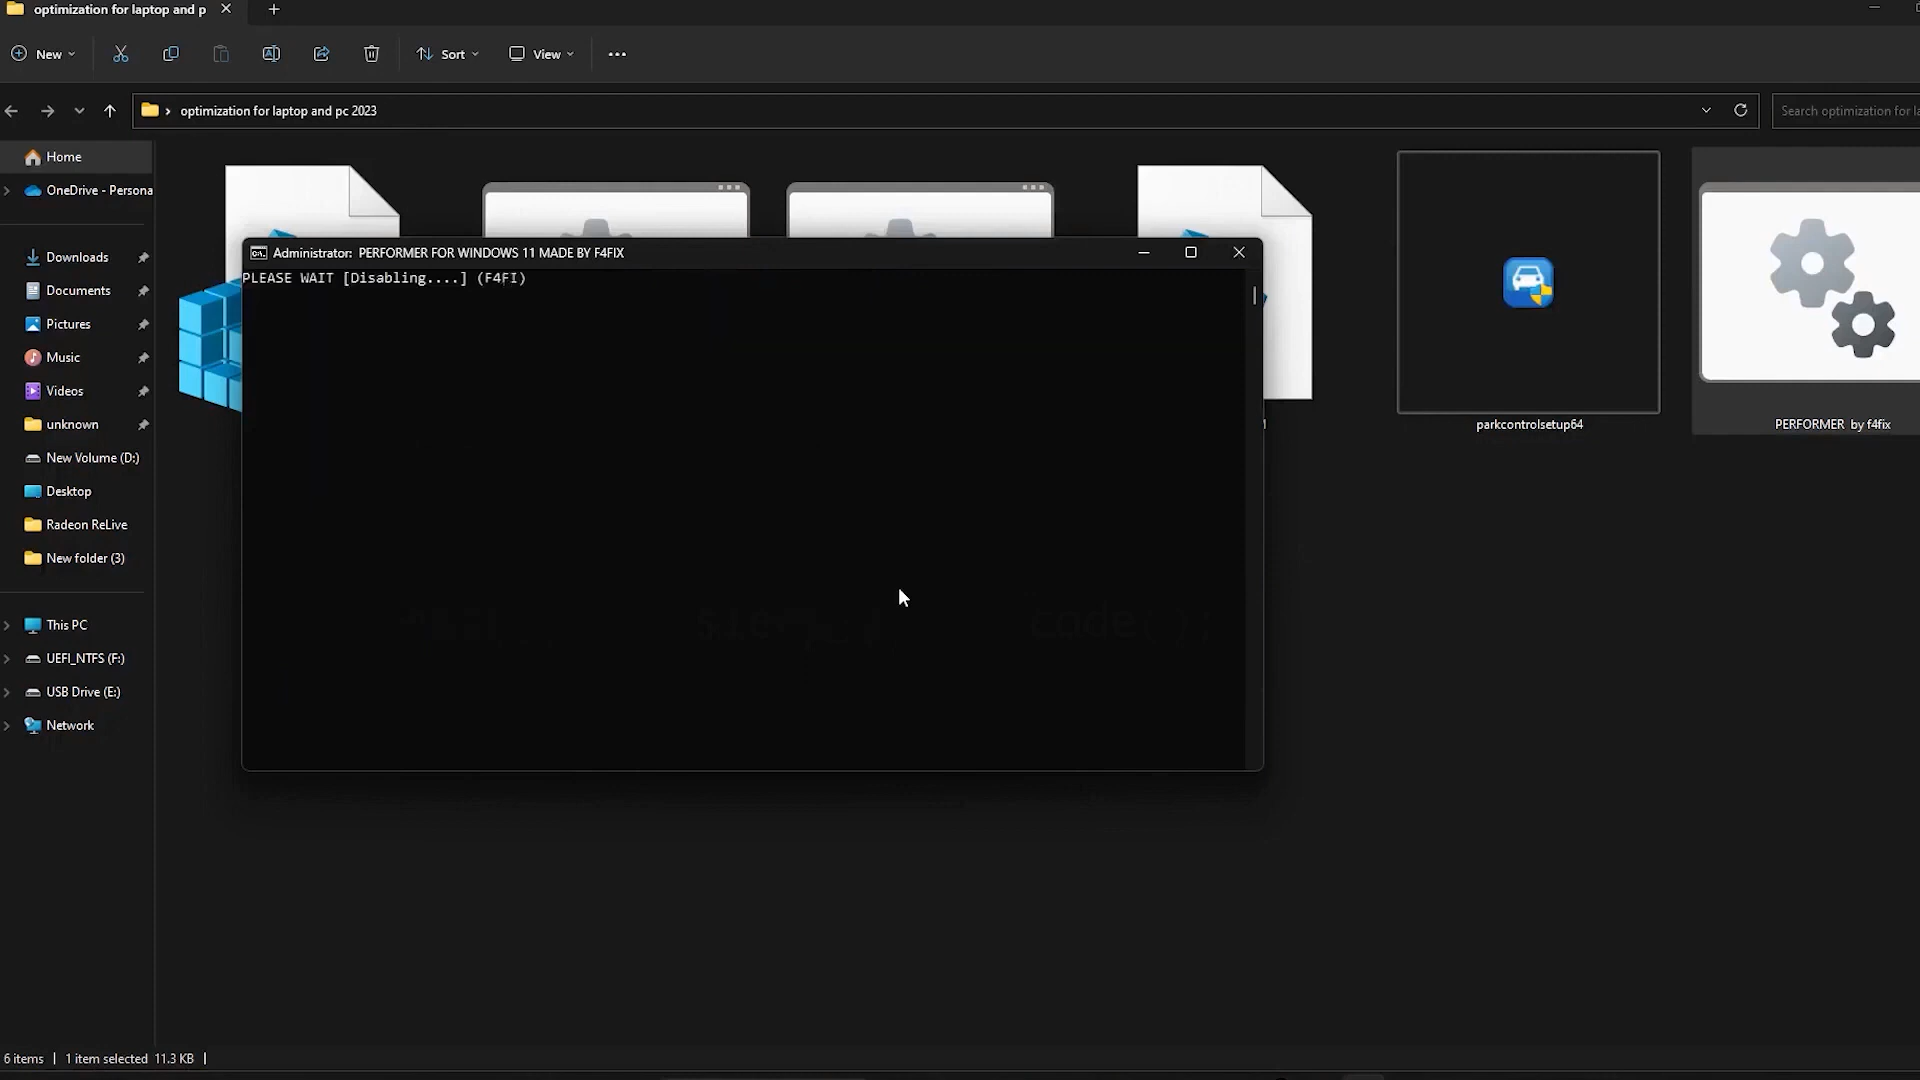 optimization for laptop and p
New
Sort
View
optimization for laptop and pc 2023
Search optimization for la
Home
OneDrive - Persona
Downloads
Documents
Pictures
Music
Videos
unknown
New Volume (D:)
Desktop
Radeon ReLive
New folder (3)
This PC
UEFI_NTFS (F:)
USB Drive (E:)
Network
Administrator: PERFORMER FOR WINDOWS 11 MADE BY F4FIX
PLEASE WAIT [Disabling....] (F4FI)
code();
parkcontrolsetup64
PERFORMER by f4fix
6 items
1 item selected 11.3 KB